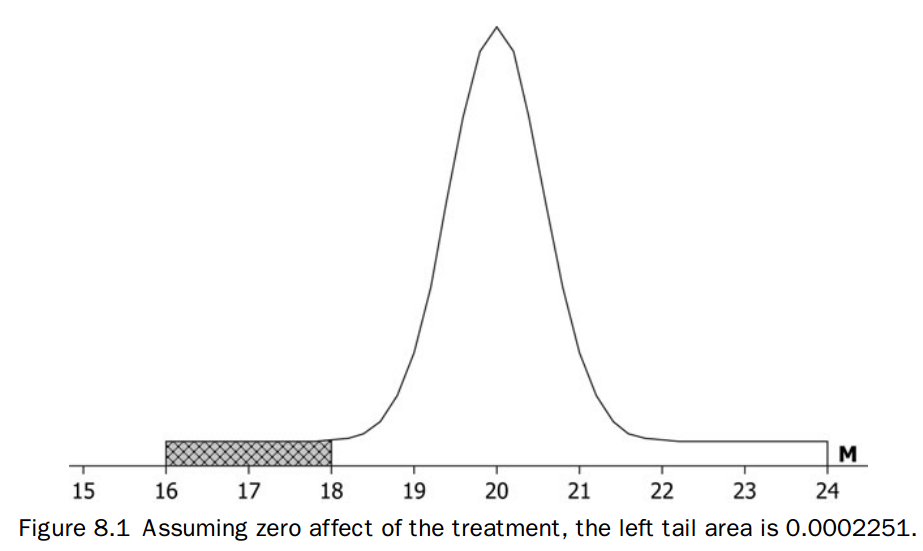 M
15 16 17 18 19 20 21 22 23 24
Figure 8.1 Assuming zero affect of the treatment, the left tail area is 0.0002251.